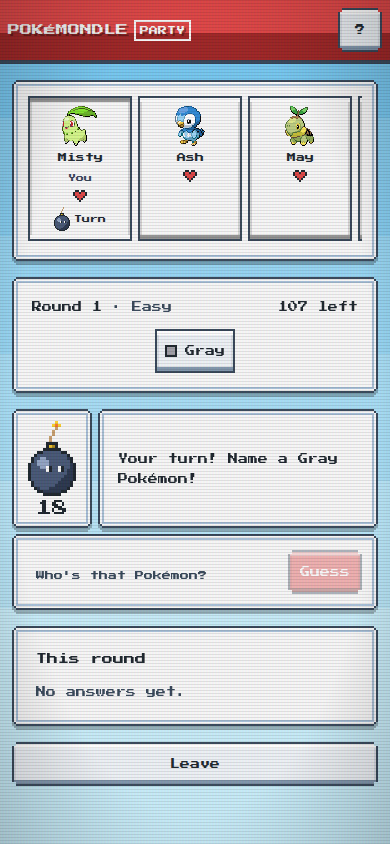 POKéMONDLE PARTY
?
Misty
You
Turn
Ash
May
Round 1 · Easy
107 left
Gray
18
Your turn! Name a Gray
Pokémon!
Who's that Pokémon?
Guess
This round
No answers yet.
Leave